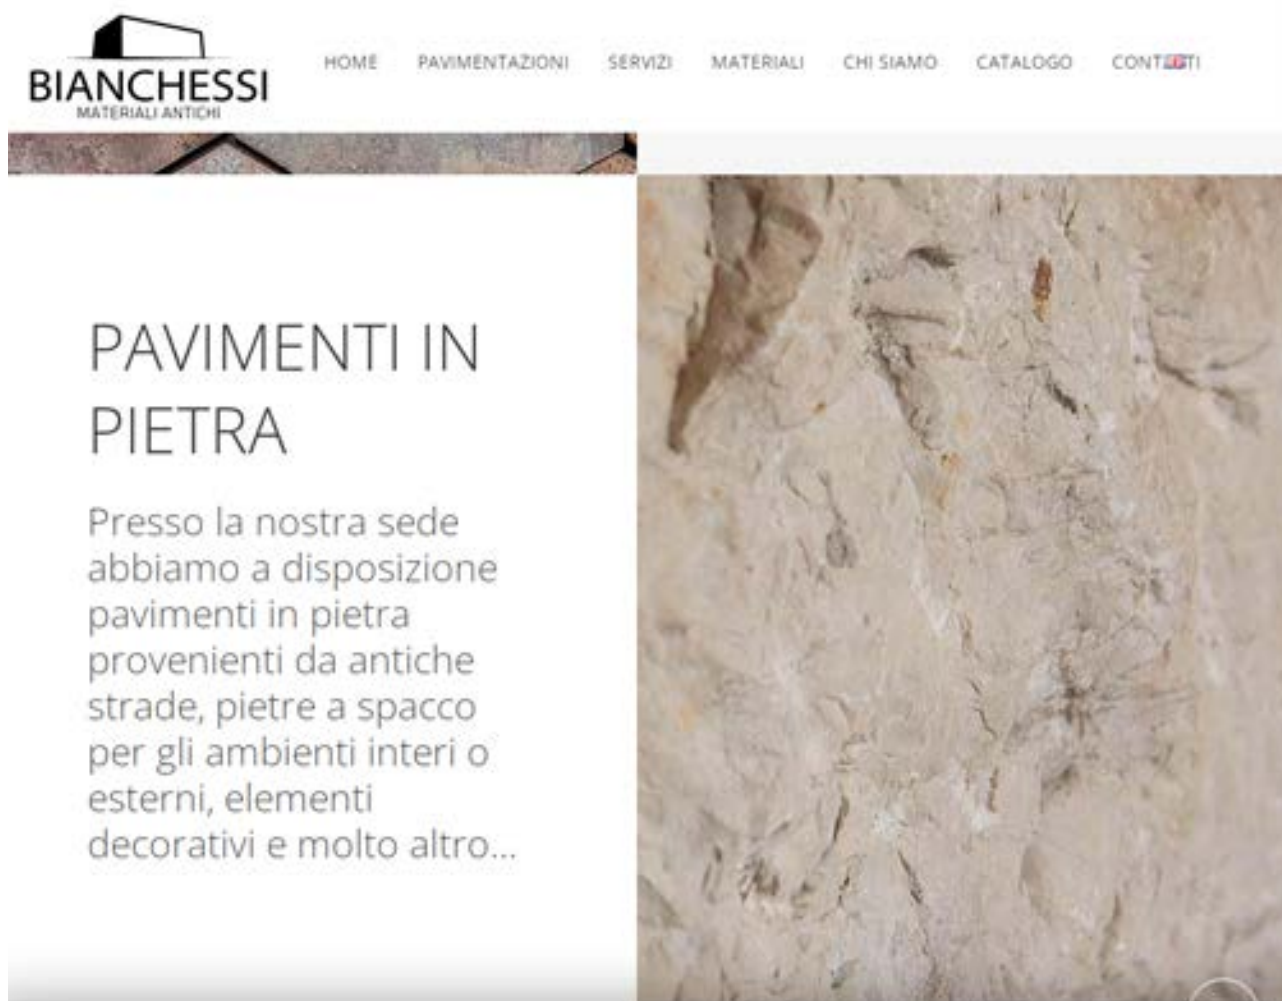 BIANCHESSI
MATERIALI ANTICHI
HOME PAVIMENTAZIONI SERVIZI MATERIALI CHI SIAMO CATALOGO
PAVIMENTI IN
PIETRA
Presso la nostra sede
abbiamo a disposizione
pavimenti in pietra
provenienti da antiche
strade, pietre a spacco
per gli ambienti interi o
esterni, elementi
decorativi e molto altro...